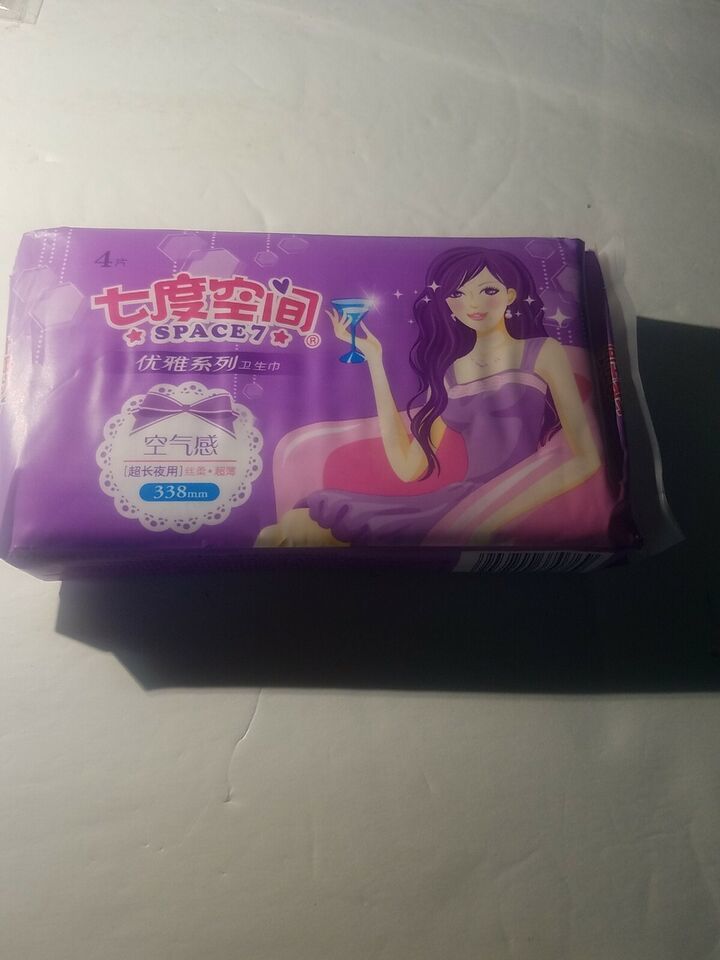 4片
七度空间
SPACE7®
优雅系列卫生巾
空气感
[超长夜用]丝柔·超薄
338mm